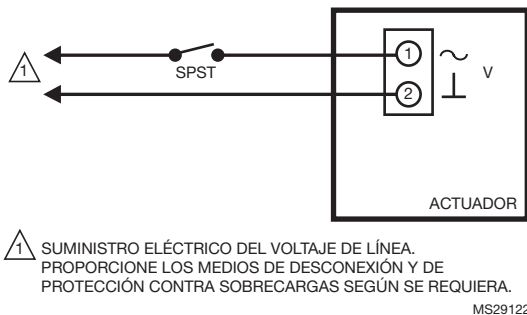 1
SPST
1
V
2
ACTUADOR
1 SUMINISTRO ELÉCTRICO DEL VOLTAJE DE LÍNEA.
PROPORCIONE LOS MEDIOS DE DESCONEXIÓN Y DE
PROTECCIÓN CONTRA SOBRECARGAS SEGÚN SE REQUIERA.
MS29122